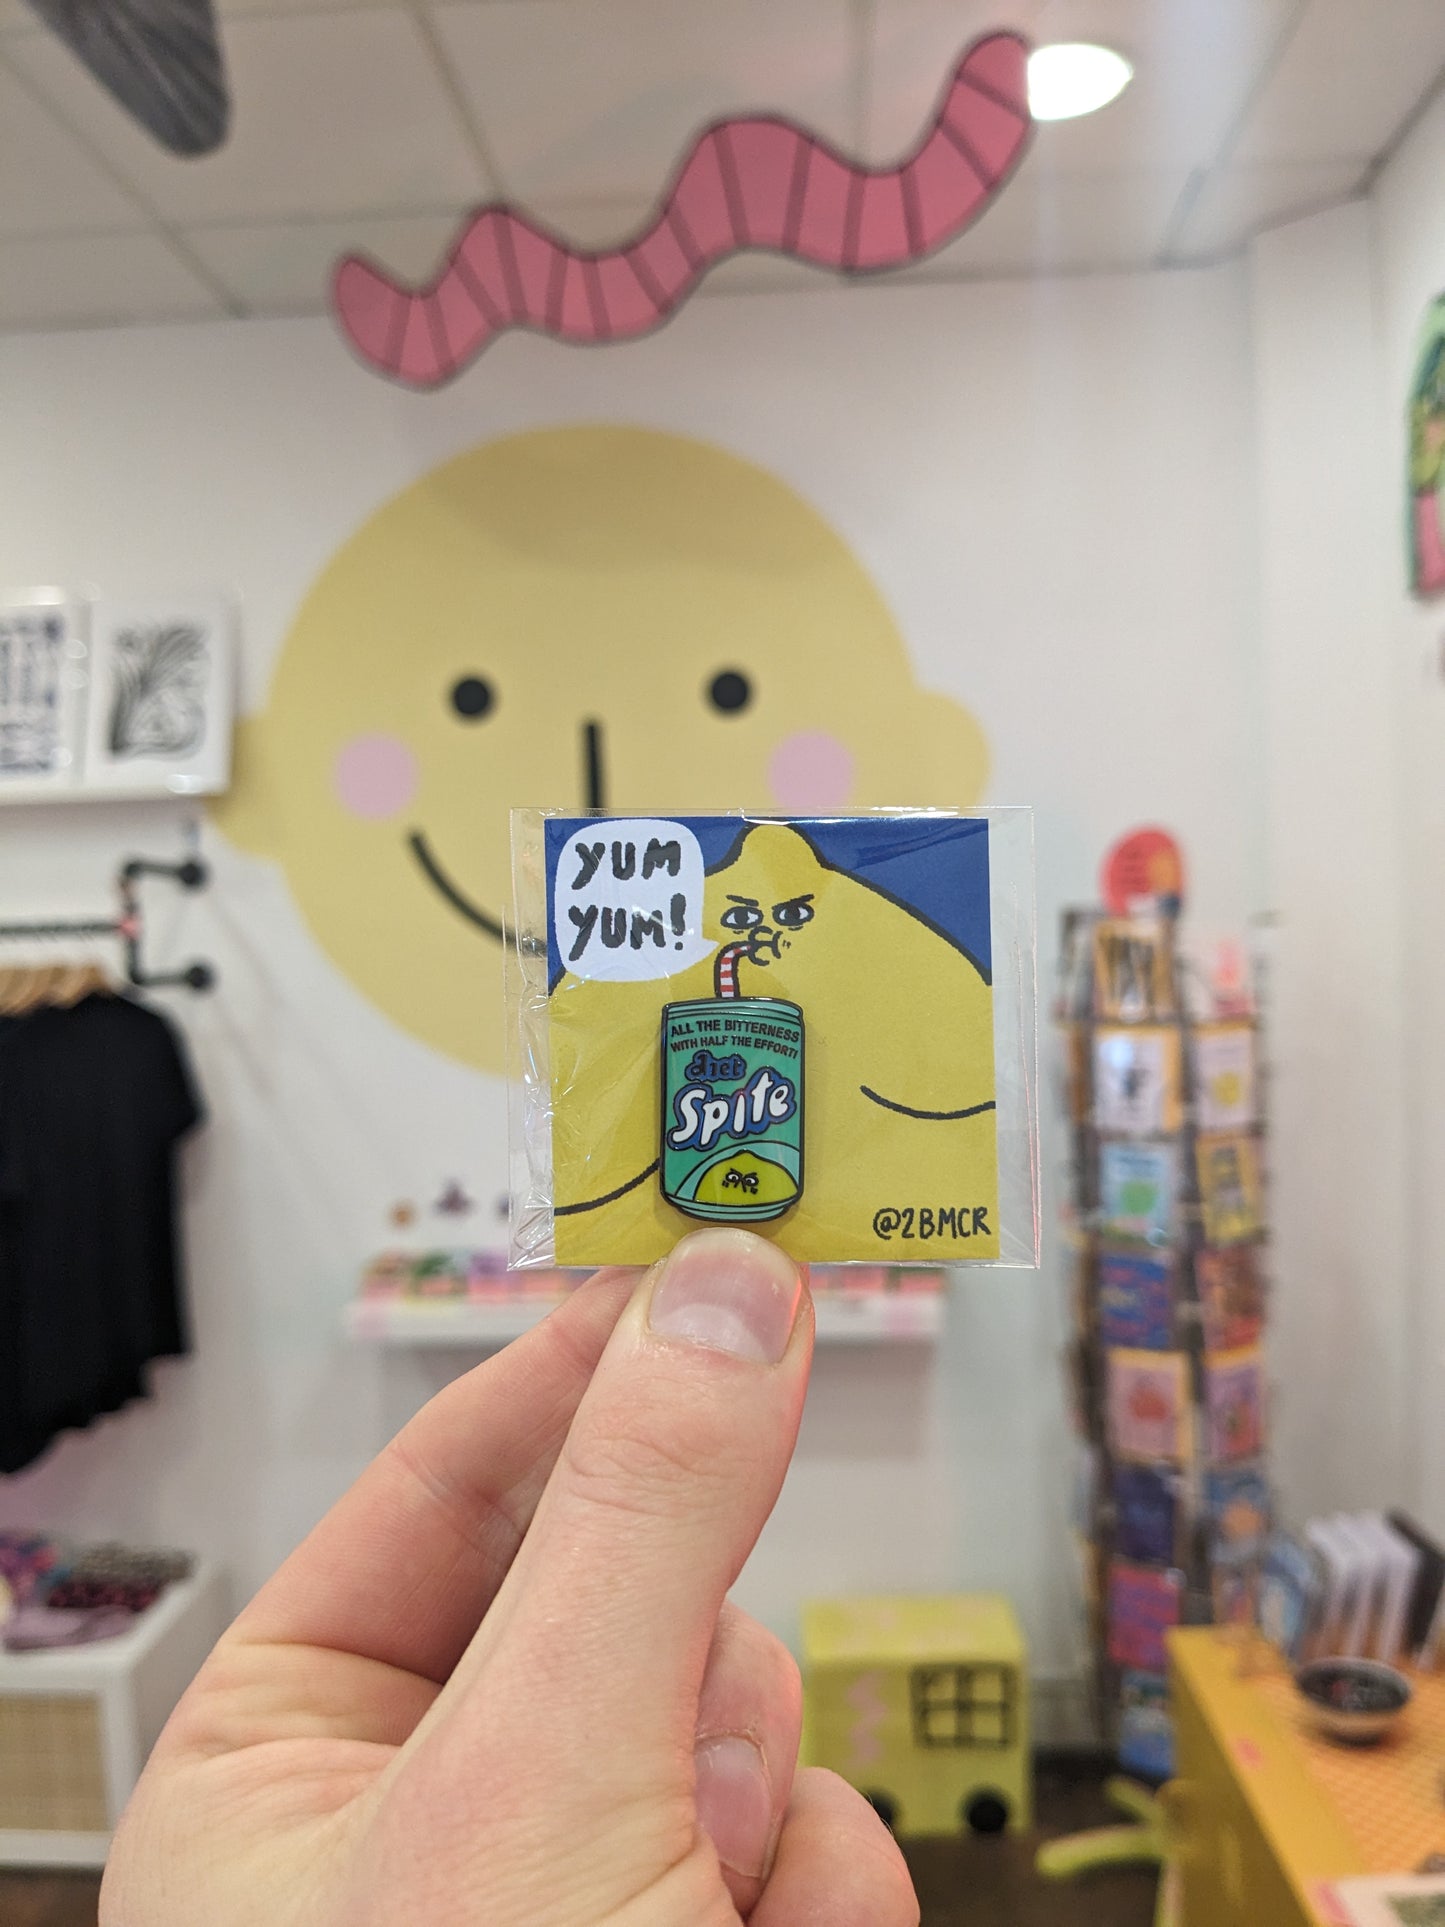 YUM
YUM!
ALL THE BITTERNESS
WITH HALF THE EFFORT!
diet
Spite
@2BMCR